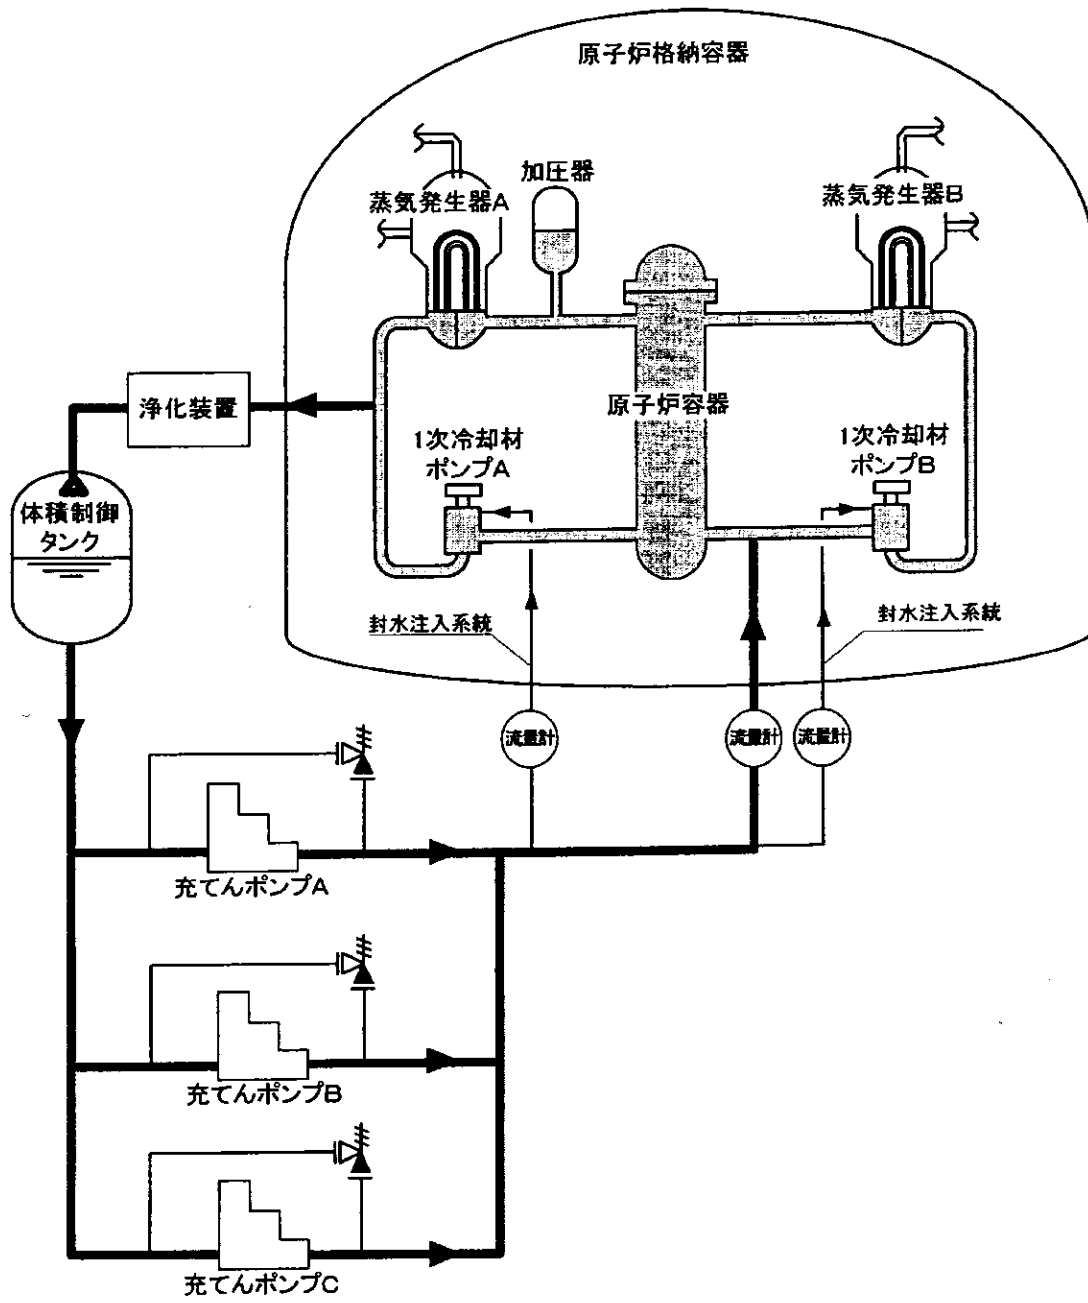 原子炉格納容器
加圧器
蒸気発生器A
蒸気発生器B
浄化装置
原子炉容器
1次冷却材
ポンプA
1次冷却材
ポンプB
体積制御
タンク
封水注入系統
封水注入系統
流量計
流量計
流量計
充てんポンプA
充てんポンプB
充てんポンプC